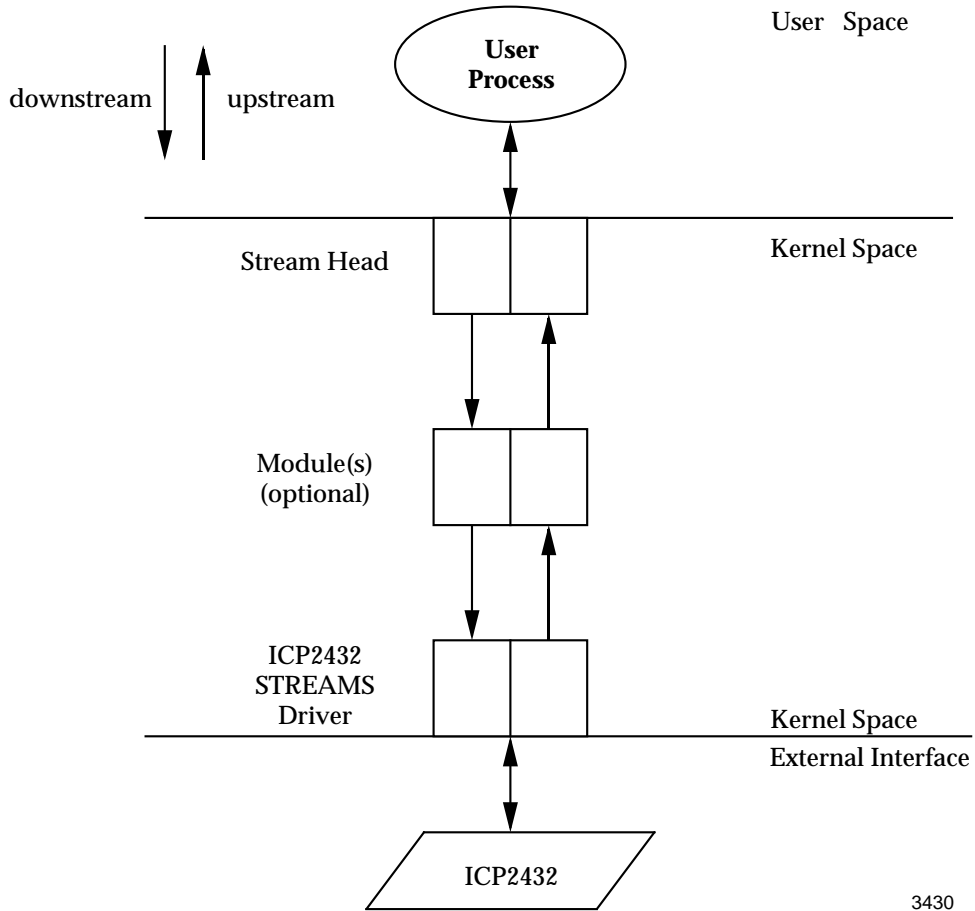 User Space
User
Process
downstream
upstream
Stream Head
Kernel Space
Module(s)
(optional)
ICP2432
STREAMS
Driver
Kernel Space
External Interface
ICP2432
3430